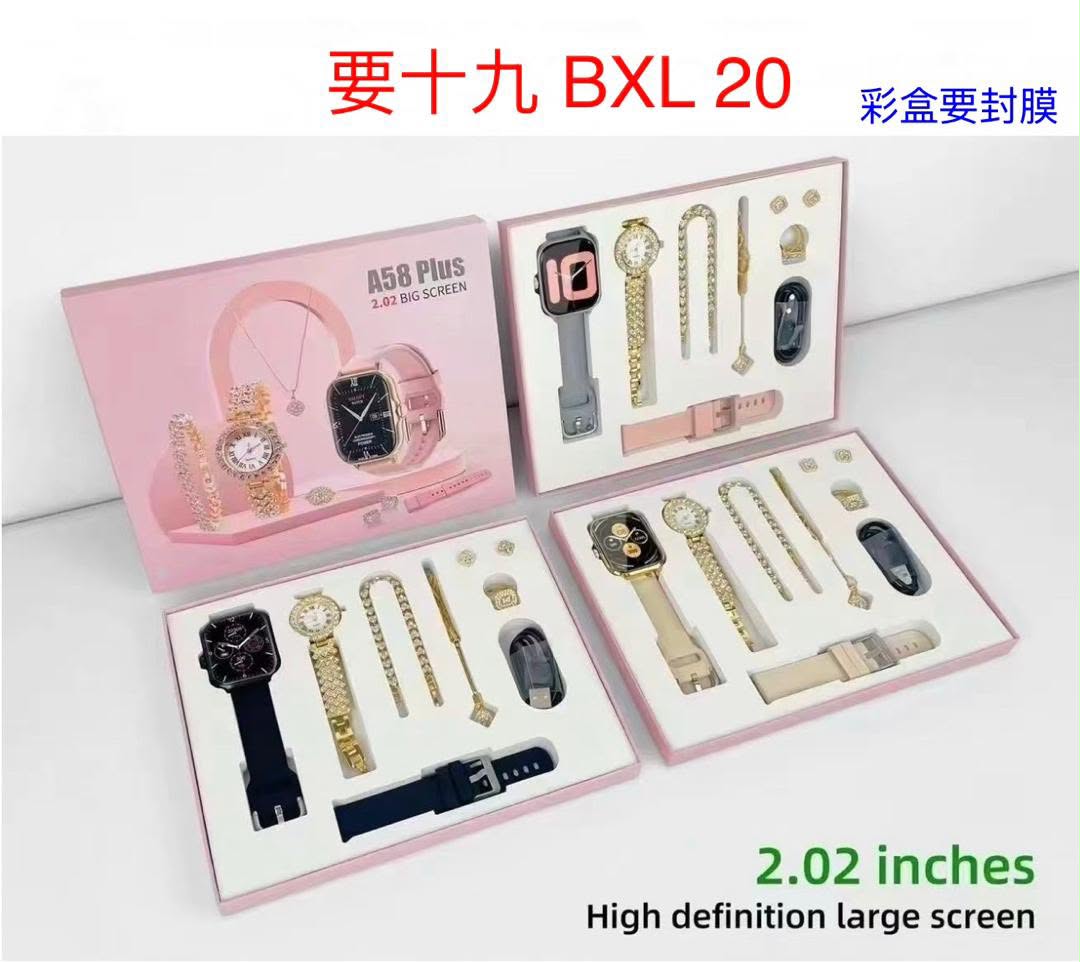 要十九 BXL 20
彩盒要封膜
A58 Plus
2.02 BIG SCREEN
10
2.02 inches
High definition large screen